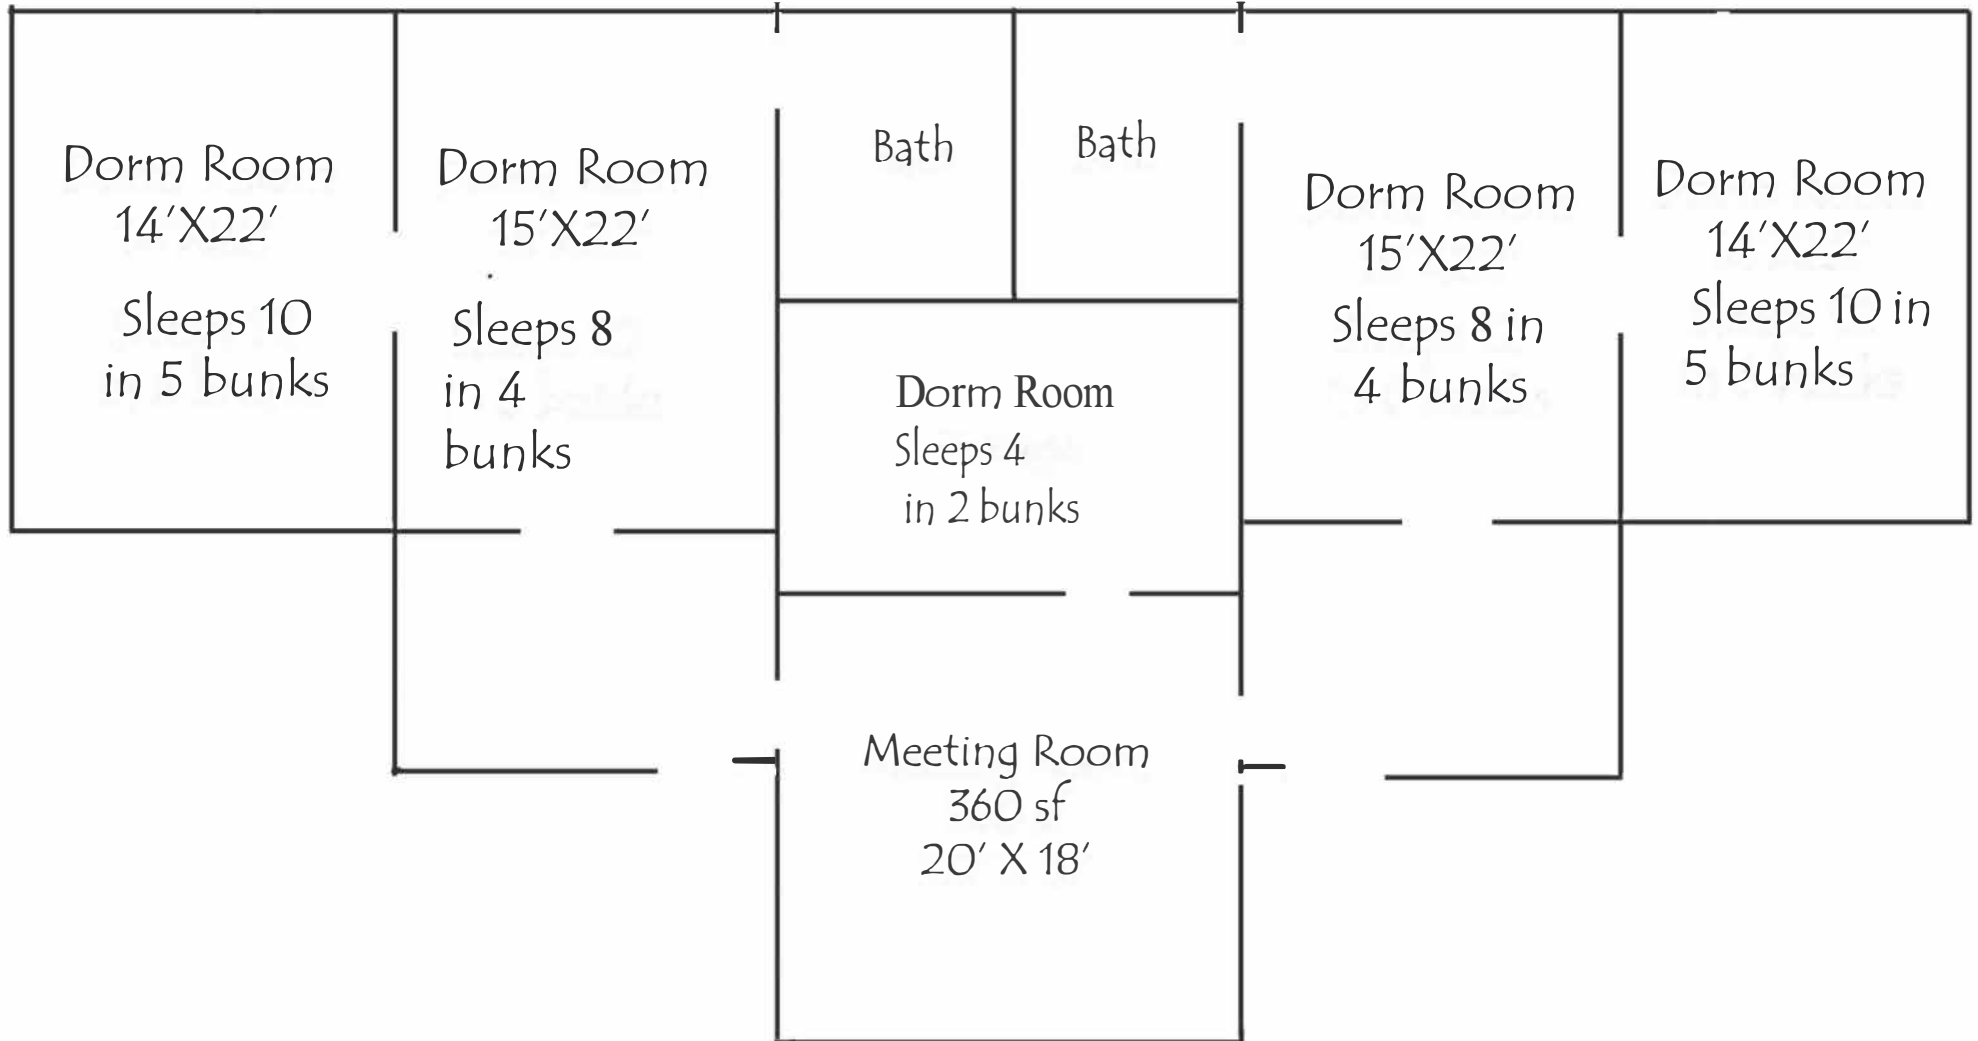 Dorm Room
14'X22'
Sleeps 10
in 5 bunks
Dorm Room
15'X22'
Sleeps 8
in 4
bunks
Bath
Bath
Dorm Room
Sleeps 4
in 2 bunks
Dorm Room
15'X22'
Sleeps 8 in
4 bunks
Dorm Room
14'X22'
Sleeps 10 in
5 bunks
Meeting Room
360 sf
20' X 18'